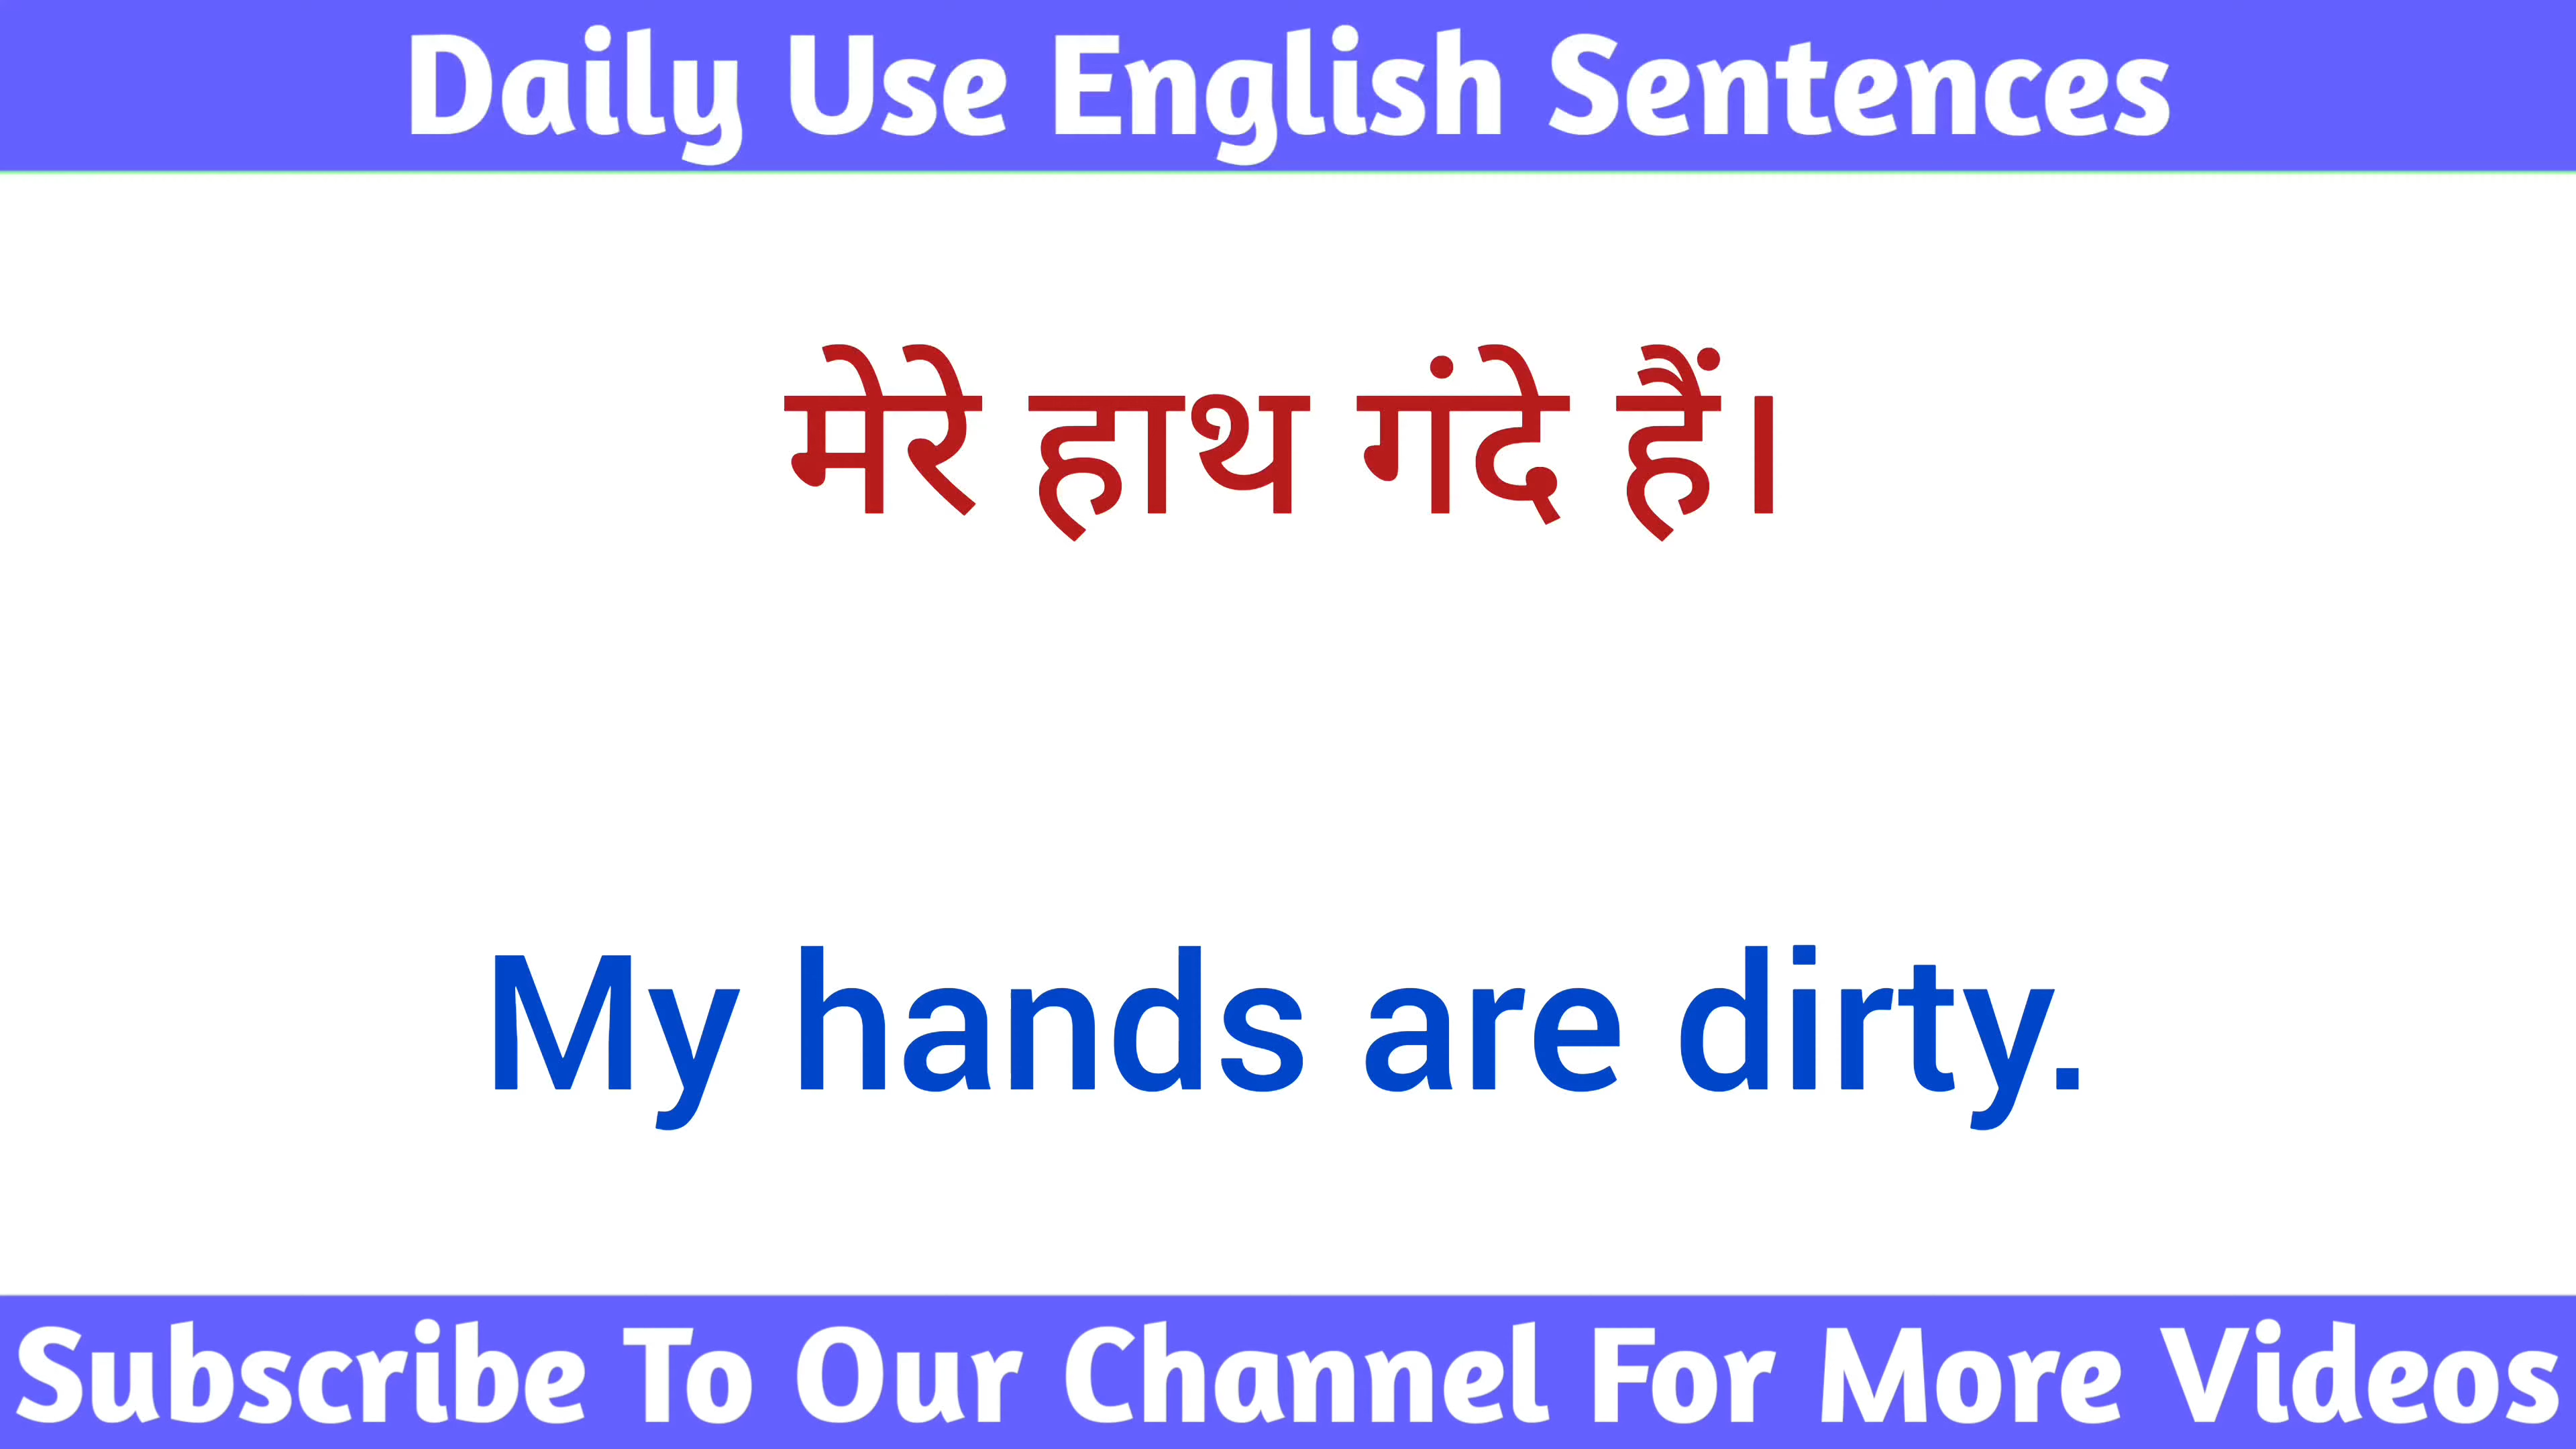 Daily Use English Sentences
मेरे हाथ गंदे हैं।
My hands are dirty.
Subscribe To Our Channel For More Videos